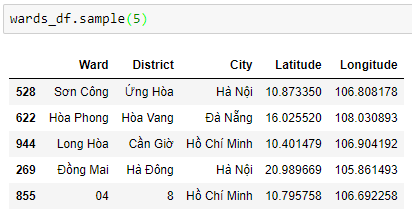 wards_df.sample(5)
Ward District City Latitude Longitude
528 Sơn Công Ứng Hòa Hà Nội 10.873350 106.808178
622 Hòa Phong Hòa Vang Đà Nẵng 16.025520 108.030893
944 Long Hòa Cần Giờ Hồ Chí Minh 10.401479 106.904192
269 Đồng Mai Hà Đông Hà Nội 20.989669 105.861493
855 04 8 Hồ Chí Minh 10.795758 106.692258